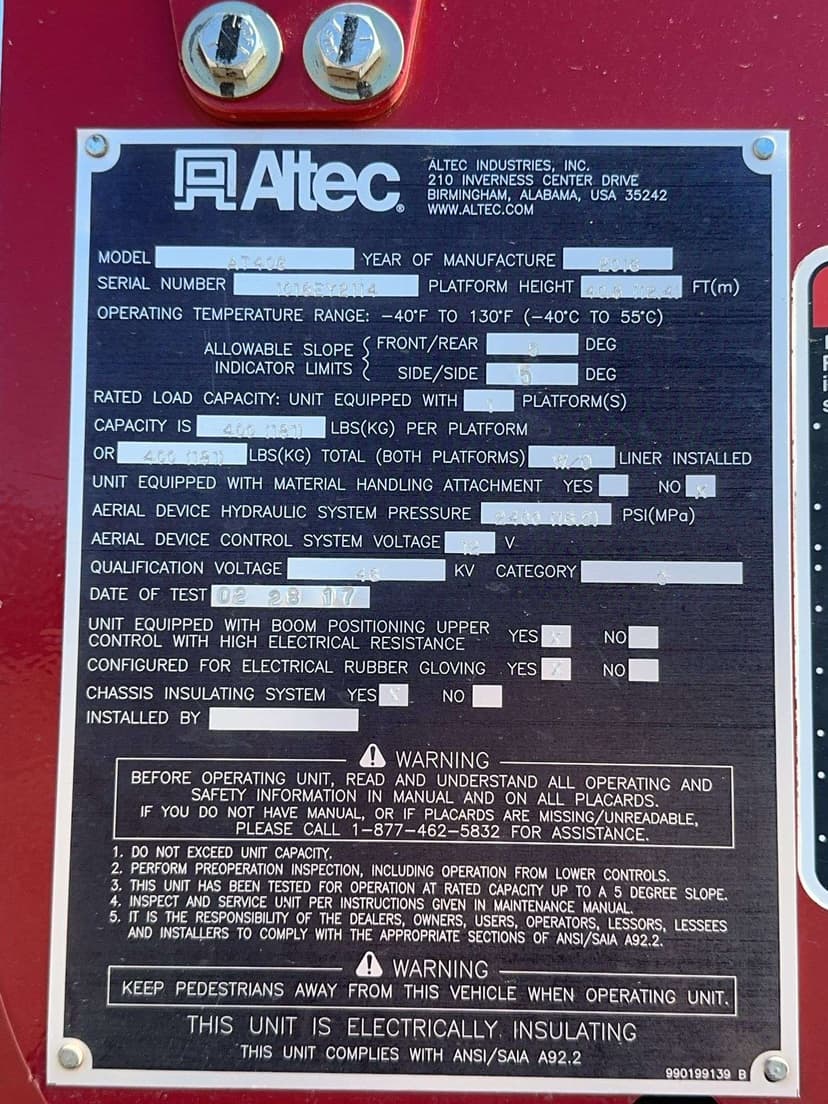 Altec
ALTEC INDUSTRIES, INC.
210 INVERNESS CENTER DRIVE
BIRMINGHAM, ALABAMA, USA 35242
WWW.ALTEC.COM
MODEL YEAR OF MANUFACTURE
SERIAL NUMBER PLATFORM HEIGHT FT(m)
OPERATING TEMPERATURE RANGE: -40°F TO 130°F (-40°C TO 55°C)
ALLOWABLE SLOPE INDICATOR LIMITS
FRONT/REAR 5 DEG
SIDE/SIDE 5 DEG
RATED LOAD CAPACITY: UNIT EQUIPPED WITH 1 PLATFORM(S)
CAPACITY IS 400 (181) LBS(KG) PER PLATFORM
OR 400 (181) LBS(KG) TOTAL (BOTH PLATFORMS) W/O LINER INSTALLED
UNIT EQUIPPED WITH MATERIAL HANDLING ATTACHMENT YES NO X
AERIAL DEVICE HYDRAULIC SYSTEM PRESSURE PSI(MPa)
AERIAL DEVICE CONTROL SYSTEM VOLTAGE 12 V
QUALIFICATION VOLTAGE 46 KV CATEGORY
DATE OF TEST 02 28 17
UNIT EQUIPPED WITH BOOM POSITIONING UPPER
CONTROL WITH HIGH ELECTRICAL RESISTANCE YES X NO
CONFIGURED FOR ELECTRICAL RUBBER GLOVING YES X NO
CHASSIS INSULATING SYSTEM YES X NO
INSTALLED BY
WARNING
BEFORE OPERATING UNIT, READ AND UNDERSTAND ALL OPERATING AND
SAFETY INFORMATION IN MANUAL AND ON ALL PLACARDS.
IF YOU DO NOT HAVE MANUAL, OR IF PLACARDS ARE MISSING/UNREADABLE,
PLEASE CALL 1-877-462-5832 FOR ASSISTANCE.
1. DO NOT EXCEED UNIT CAPACITY.
2. PERFORM PREOPERATION INSPECTION, INCLUDING OPERATION FROM LOWER CONTROLS.
3. THIS UNIT HAS BEEN TESTED FOR OPERATION AT RATED CAPACITY UP TO A 5 DEGREE SLOPE.
4. INSPECT AND SERVICE UNIT PER INSTRUCTIONS GIVEN IN MAINTENANCE MANUAL.
5. IT IS THE RESPONSIBILITY OF THE DEALERS, OWNERS, USERS, OPERATORS, LESSORS, LESSEES
AND INSTALLERS TO COMPLY WITH THE APPROPRIATE SECTIONS OF ANSI/SAIA A92.2.
WARNING
KEEP PEDESTRIANS AWAY FROM THIS VEHICLE WHEN OPERATING UNIT.
THIS UNIT IS ELECTRICALLY INSULATING
THIS UNIT COMPLIES WITH ANSI/SAIA A92.2
990199139 B